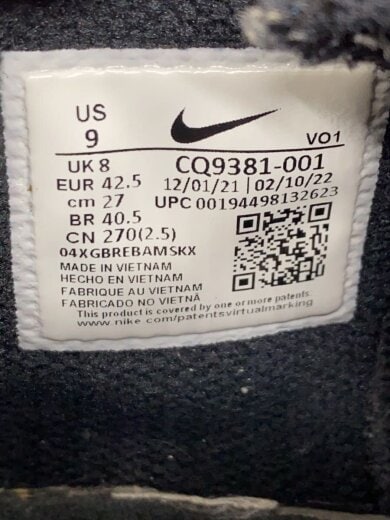 US
9
VO1
UK 8
CQ9381-001
EUR 42.5
12/01/21 | 02/10/22
cm 27
UPC 00194498132623
BR 40.5
CN 270(2.5)
04XGBREBAMSKX
MADE IN VIETNAM
HECHO EN VIETNAM
FABRIQUE AU VIETNAM
FABRICADO NO VIETNÃ
This product is covered by one or more patents.
www.nike.com/patentsvirtualmarking